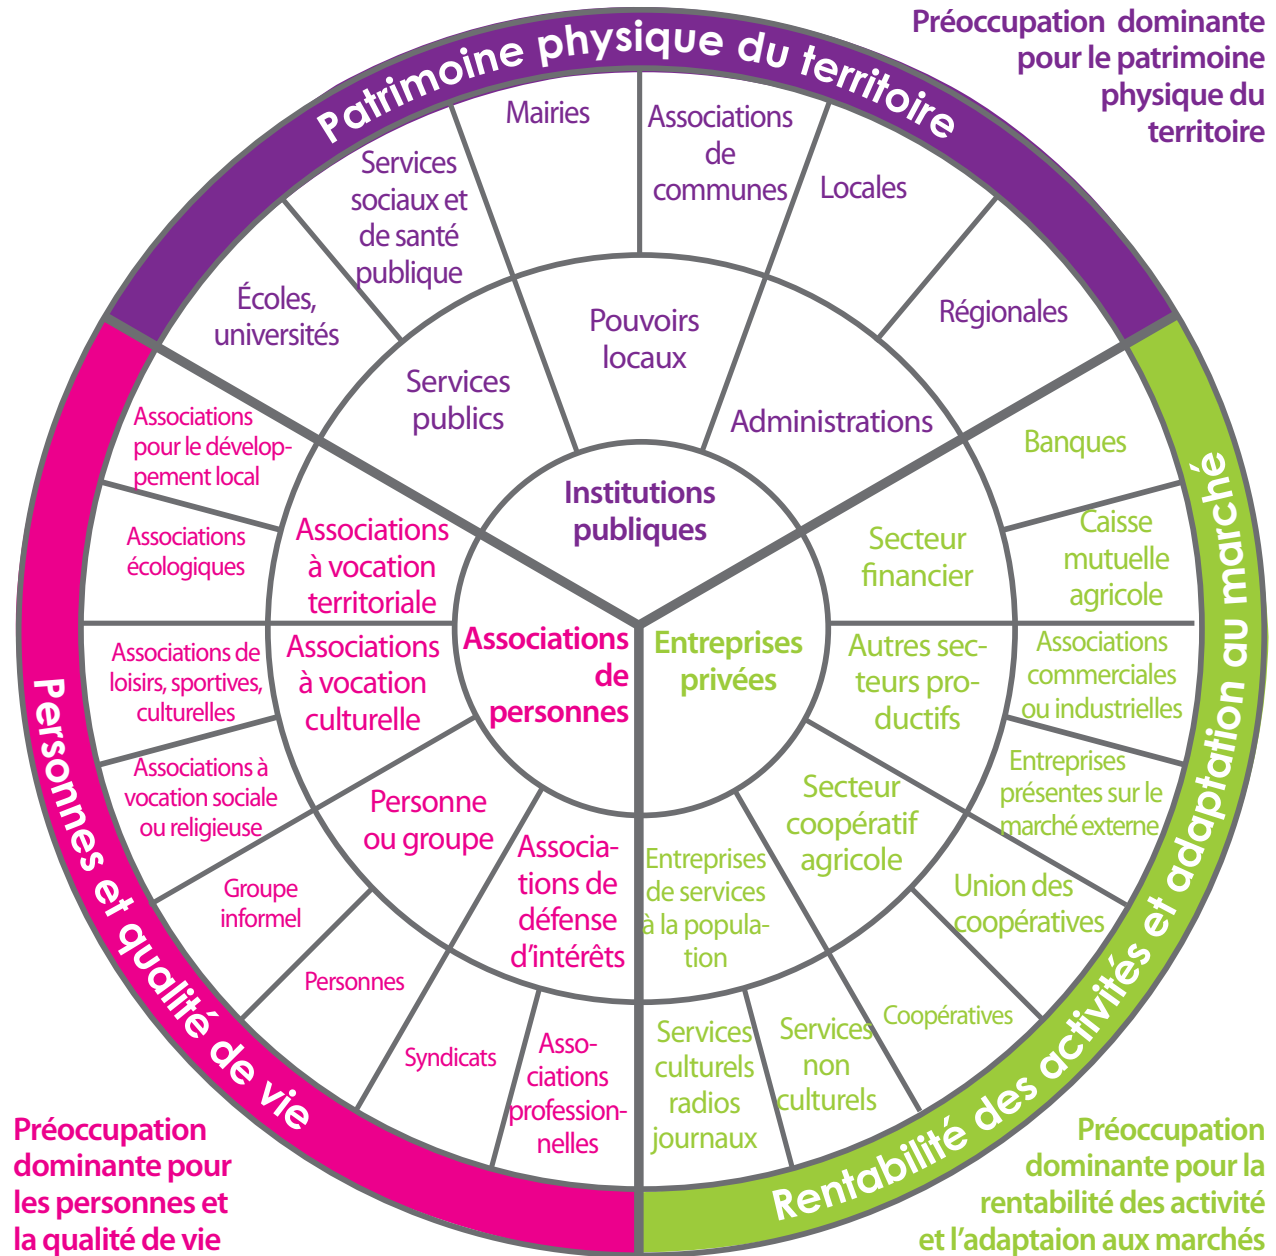 Préoccupation dominante
pour le patrimoine
physique du
territoire
Patrimoine physique du territoire
Mairies
Associations
de
communes
Services
sociaux et
de santé
publique
Locales
Écoles,
universités
Régionales
Pouvoirs
locaux
Services
publics
Administrations
Institutions
publiques
Associations
pour le dévelop-
pement local
Associations
écologiques
Associations
à vocation
territoriale
Associations de
loisirs, sportives,
culturelles
Associations
à vocation
culturelle
Associations à
vocation sociale
ou religieuse
Associations
de
personnes
Personne
ou groupe
Groupe
informel
Personnes
Associa-
tions de
défense
d'intérêts
Syndicats
Asso-
ciations
profession-
nelles
Personnes et qualité de vie
Préoccupation
dominante pour
les personnes et
la qualité de vie
Banques
Caisse
mutuelle
agricole
Secteur
financier
Entreprises
privées
Autres sec-
teurs pro-
ductifs
Associations
commerciales
ou industrielles
Entreprises
présentes sur le
marché externe
Secteur
coopératif
agricole
Union des
coopératives
Coopératives
Entreprises
de services
à la popula-
tion
Services
culturels
radios
journaux
Services
non
culturels
Rentabilité des activités et adaptation au marché
Préoccupation
dominante pour la
rentabilité des activité
et l'adaptaion aux marchés